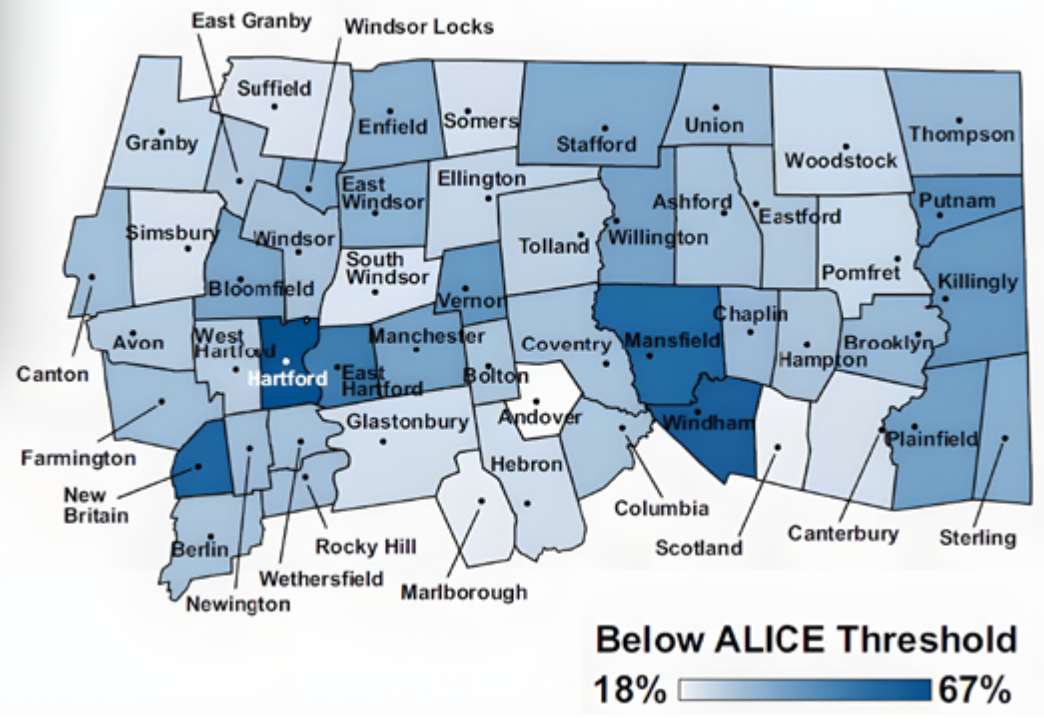 East Granby
Windsor Locks
Suffield
Granby
Enfield
Somers
Stafford
Union
Woodstock
Thompson
East
Windsor
Ellington
Ashford
Eastford
Putnam
Simsbury
Windsor
South
Windsor
Tolland
Willington
Pomfret
Killingly
Bloomfield
Vernon
Avon
West
Hartford
Manchester
Mansfield
Chaplin
Canton
Hartford
East
Hartford
Bolton
Coventry
Hampton
Brooklyn
Andover
Farmington
Glastonbury
Windham
Plainfield
New
Britain
Hebron
Columbia
Canterbury
Sterling
Berlin
Rocky Hill
Scotland
Wethersfield
Marlborough
Newington
Below ALICE Threshold
18% 67%